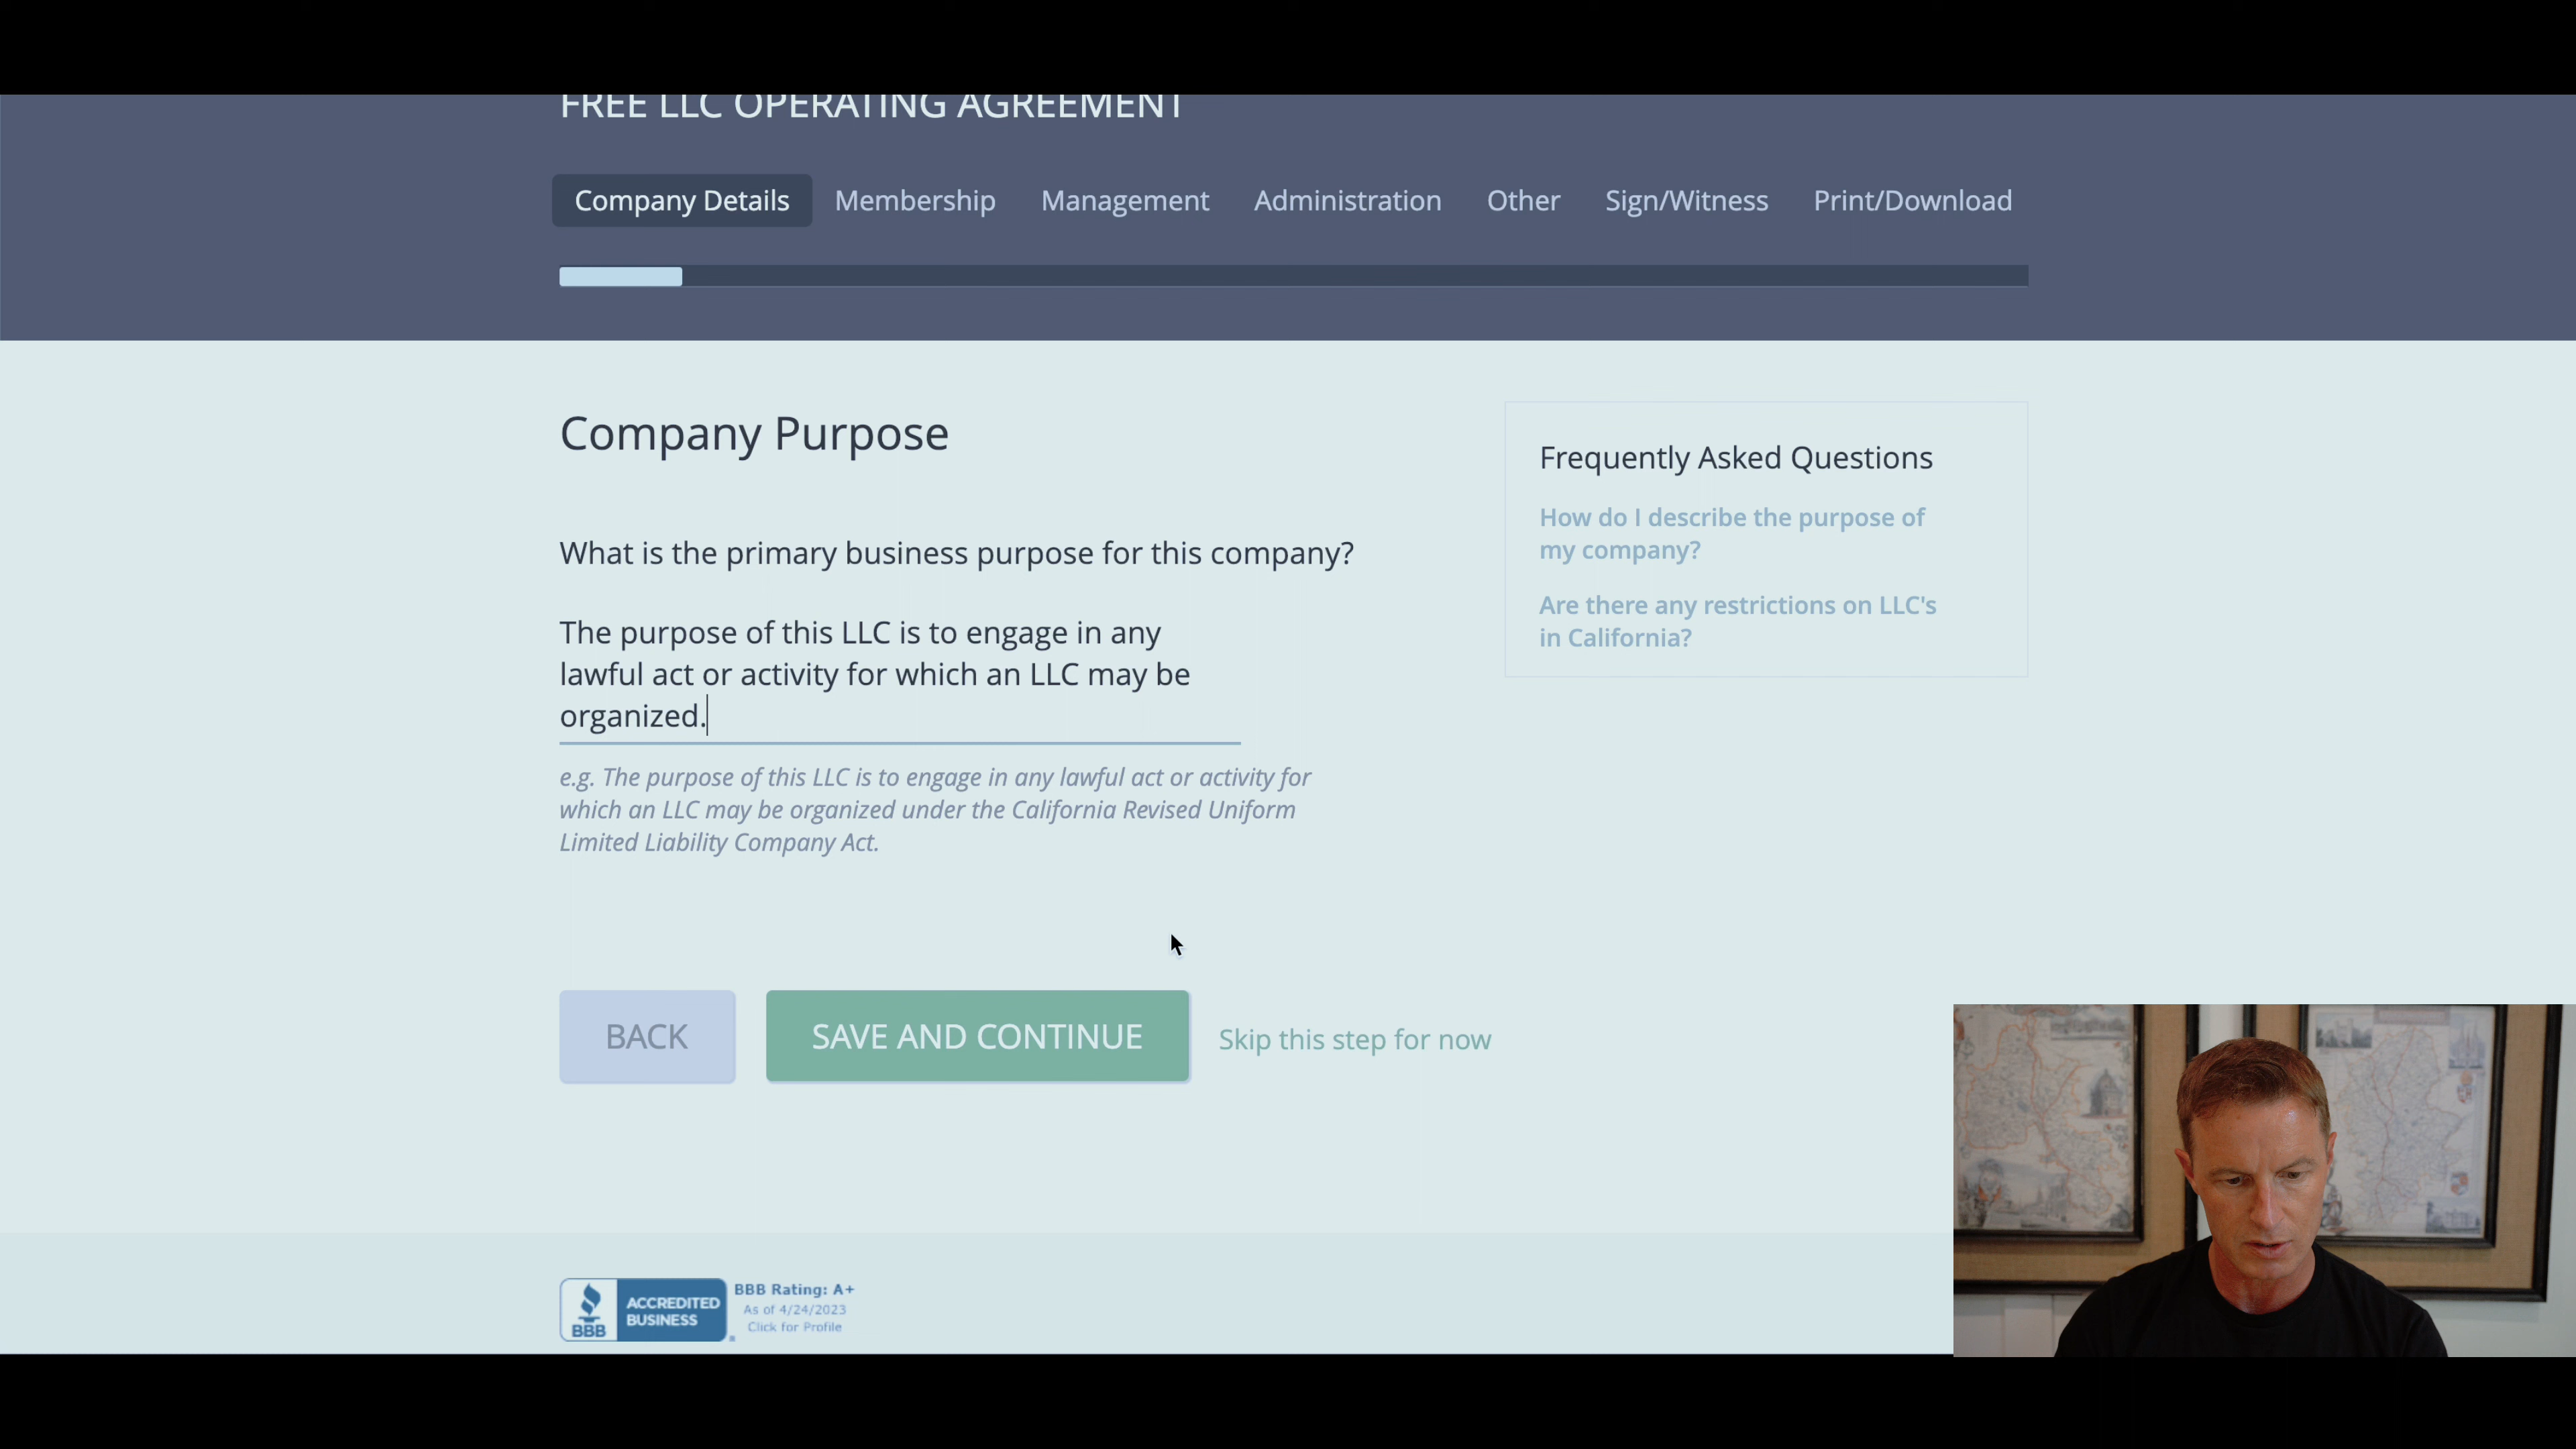 FREE LLC OPERATING AGREEMENT
Company Details
Membership
Management
Administration
Other
Sign/Witness
Print/Download
Company Purpose
What is the primary business purpose for this company?
The purpose of this LLC is to engage in any
lawful act or activity for which an LLC may be
organized.
e.g. The purpose of this LLC is to engage in any lawful act or activity for
which an LLC may be organized under the California Revised Uniform
Limited Liability Company Act.
Frequently Asked Questions
How do I describe the purpose of
my company?
Are there any restrictions on LLC's
in California?
BACK
SAVE AND CONTINUE
Skip this step for now
BBB
ACCREDITED
BUSINESS
BBB Rating: A+
As of 4/24/2023
Click for Profile